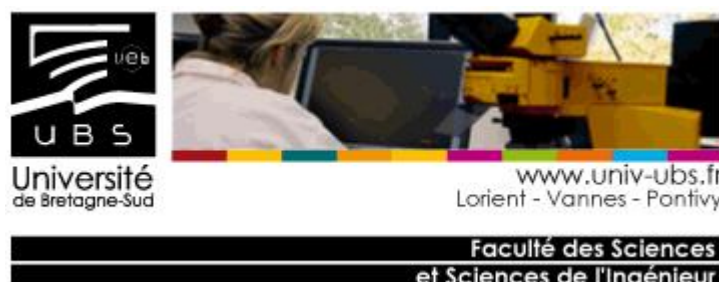 ueb
UBS
Université
de Bretagne-Sud
www.univ-ubs.fr
Lorient - Vannes - Pontivy
Faculté des Sciences
et Sciences de l'Ingénieur